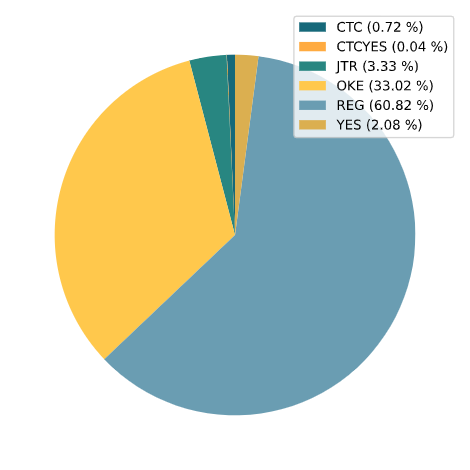 CTC (0.72 %)
CTCYES (0.04 %)
JTR (3.33 %)
OKE (33.02 %)
REG (60.82 %)
YES (2.08 %)